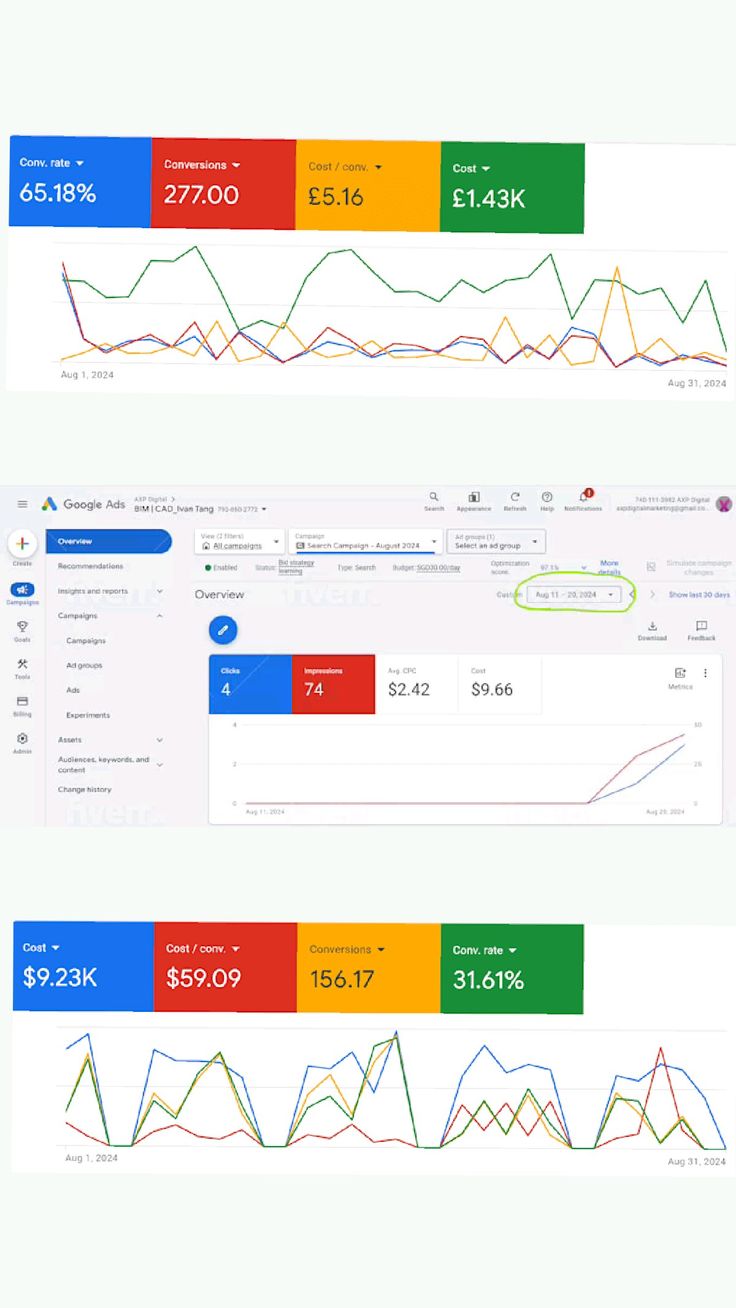 Conv. rate
Conversions
Cost / conv.
Cost
65.18%
277.00
£5.16
£1.43K
Aug 1, 2024
Aug 31, 2024
Google Ads
AXP Digital
BIM | CAD_Ivan Tang
Search
Appearance
Refresh
Help
Notifications
1
740-111-3982 AXP Digital
axpdigitalmarketing@gmail.co...
Create
Campaigns
Goals
Tools
Billing
Admin
Overview
Recommendations
Insights and reports
Campaigns
Campaigns
Ad groups
Ads
Experiments
Assets
Audiences, keywords, and
content
Change history
View (2 filters)
All campaigns
Campaign
Search Campaign - August 2024
Ad groups (1)
Select an ad group
Enabled
Status:
Bid strategy
learning
Type: Search
Budget: SGD30.00/day
Optimization
score:
97.1%
More
details
Simulate campaign
changes
Overview
Custom
Aug 11 – 20, 2024
Show last 30 days
Download
Feedback
Clicks
4
Impressions
74
Avg. CPC
$2.42
Cost
$9.66
Metrics
4
2
0
50
25
0
Aug 11, 2024
Aug 20, 2024
fiverr
Cost
Cost / conv.
Conversions
Conv. rate
$9.23K
$59.09
156.17
31.61%
Aug 1, 2024
Aug 31, 2024